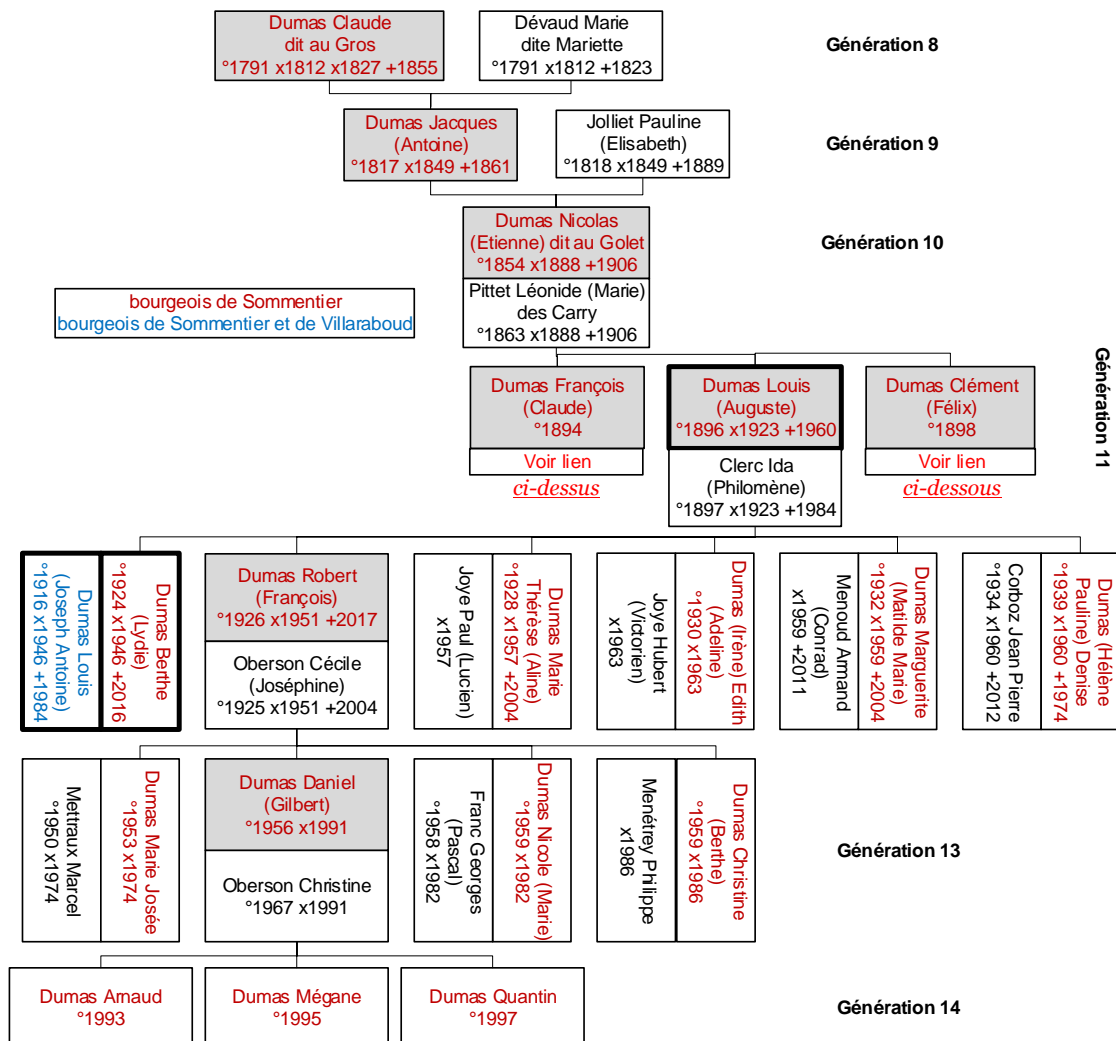 Dumas Claude
dit au Gros
°1791 x1812 x1827 +1855
Dévaud Marie
dite Mariette
°1791 x1812 +1823
Génération 8
Dumas Jacques
(Antoine)
°1817 x1849 +1861
Jolliet Pauline
(Elisabeth)
°1818 x1849 +1889
Génération 9
Dumas Nicolas
(Etienne) dit au Golet
°1854 x1888 +1906
Génération 10
Pittet Léonide (Marie)
des Carry
°1863 x1888 +1906
bourgeois de Sommentier
bourgeois de Sommentier et de Villaraboud
Dumas François
(Claude)
°1894
Voir lien
ci-dessus
Dumas Louis
(Auguste)
°1896 x1923 +1960
Clerc Ida
(Philomène)
°1897 x1923 +1984
Dumas Clément
(Félix)
°1898
Voir lien
ci-dessous
Génération 11
Dumas Louis
(Joseph Antoine)
°1916 x1946 +1984
Dumas Berthe
(Lydie)
°1924 x1946 +2016
Dumas Robert
(François)
°1926 x1951 +2017
Oberson Cécile
(Joséphine)
°1925 x1951 +2004
Joye Paul (Lucien)
x1957
Dumas Marie
Thérèse (Aline)
°1928 x1957 +2004
Joye Hubert
(Victorien)
x1963
Dumas (Irène) Edith
(Adeline)
°1930 x1963
Menoud Armand
(Conrad)
x1959 +2011
Dumas Marguerite
(Matilde Marie)
°1932 x1959 +2004
Corboz Jean Pierre
°1934 x1960 +2012
Dumas (Hélène
Pauline) Denise
°1939 x1960 +1974
Mettraux Marcel
°1950 x1974
Dumas Marie Josée
°1953 x1974
Dumas Daniel
(Gilbert)
°1956 x1991
Oberson Christine
°1967 x1991
Franc Georges
(Pascal)
°1958 x1982
Dumas Nicole (Marie)
°1959 x1982
Menétrey Philippe
x1986
Dumas Christine
(Berthe)
°1959 x1986
Génération 13
Dumas Arnaud
°1993
Dumas Mégane
°1995
Dumas Quantin
°1997
Génération 14